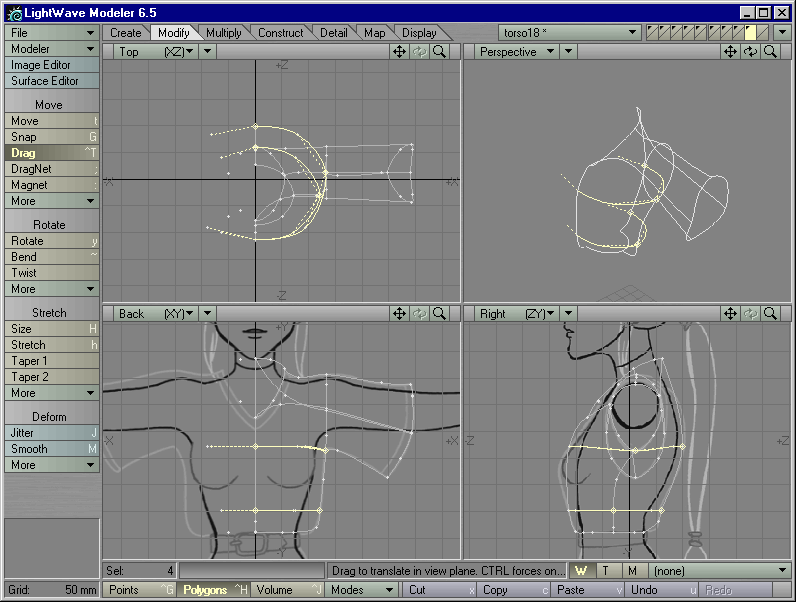 LightWave Modeler 6.5
File
Create Modify Multiply Construct Detail Map Display torso18 *
Modeler
Top (XZ) Perspective
Image Editor
Surface Editor
Move
Move t
Snap G
Drag ^T
DragNet ;
Magnet :
More
Rotate
Rotate y
Bend ~
Twist
More
Stretch
Size H
Stretch h
Taper 1
Taper 2
More
Deform
Jitter J
Smooth M
More
+Z
-X +X
-Z
Back (XY) Right (ZY)
+Y Y
-X +X -Z +Z
Sel: 4 Drag to translate in view plane. CTRL forces on... W T M (none)
Grid: 50 mm Points ^G Polygons ^H Volume ^J Modes Cut x Copy c Paste v Undo u Redo